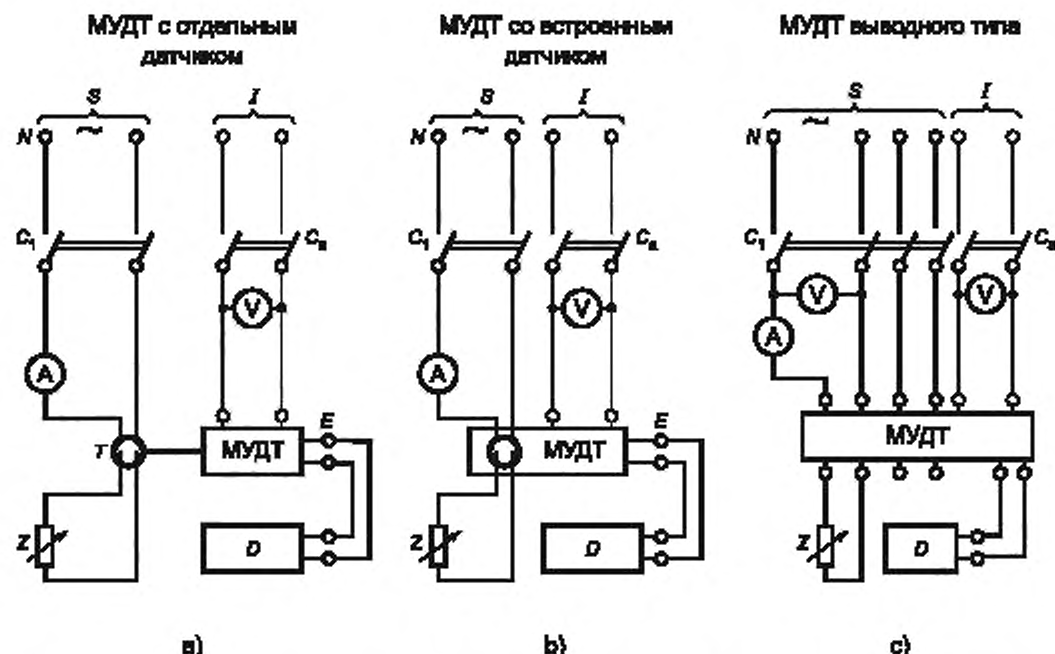 МУДТ с отдельным датчиком
МУДТ со встроенным датчиком
МУДТ выводного типа
S
I
S
I
S
I
N
~
N
~
N
~
C₁
C₂
C₁
C₂
C₁
C₂
V
V
V
V
A
A
A
T
МУДТ
E
МУДТ
E
МУДТ
Z
D
Z
D
Z
D
a)
b)
c)